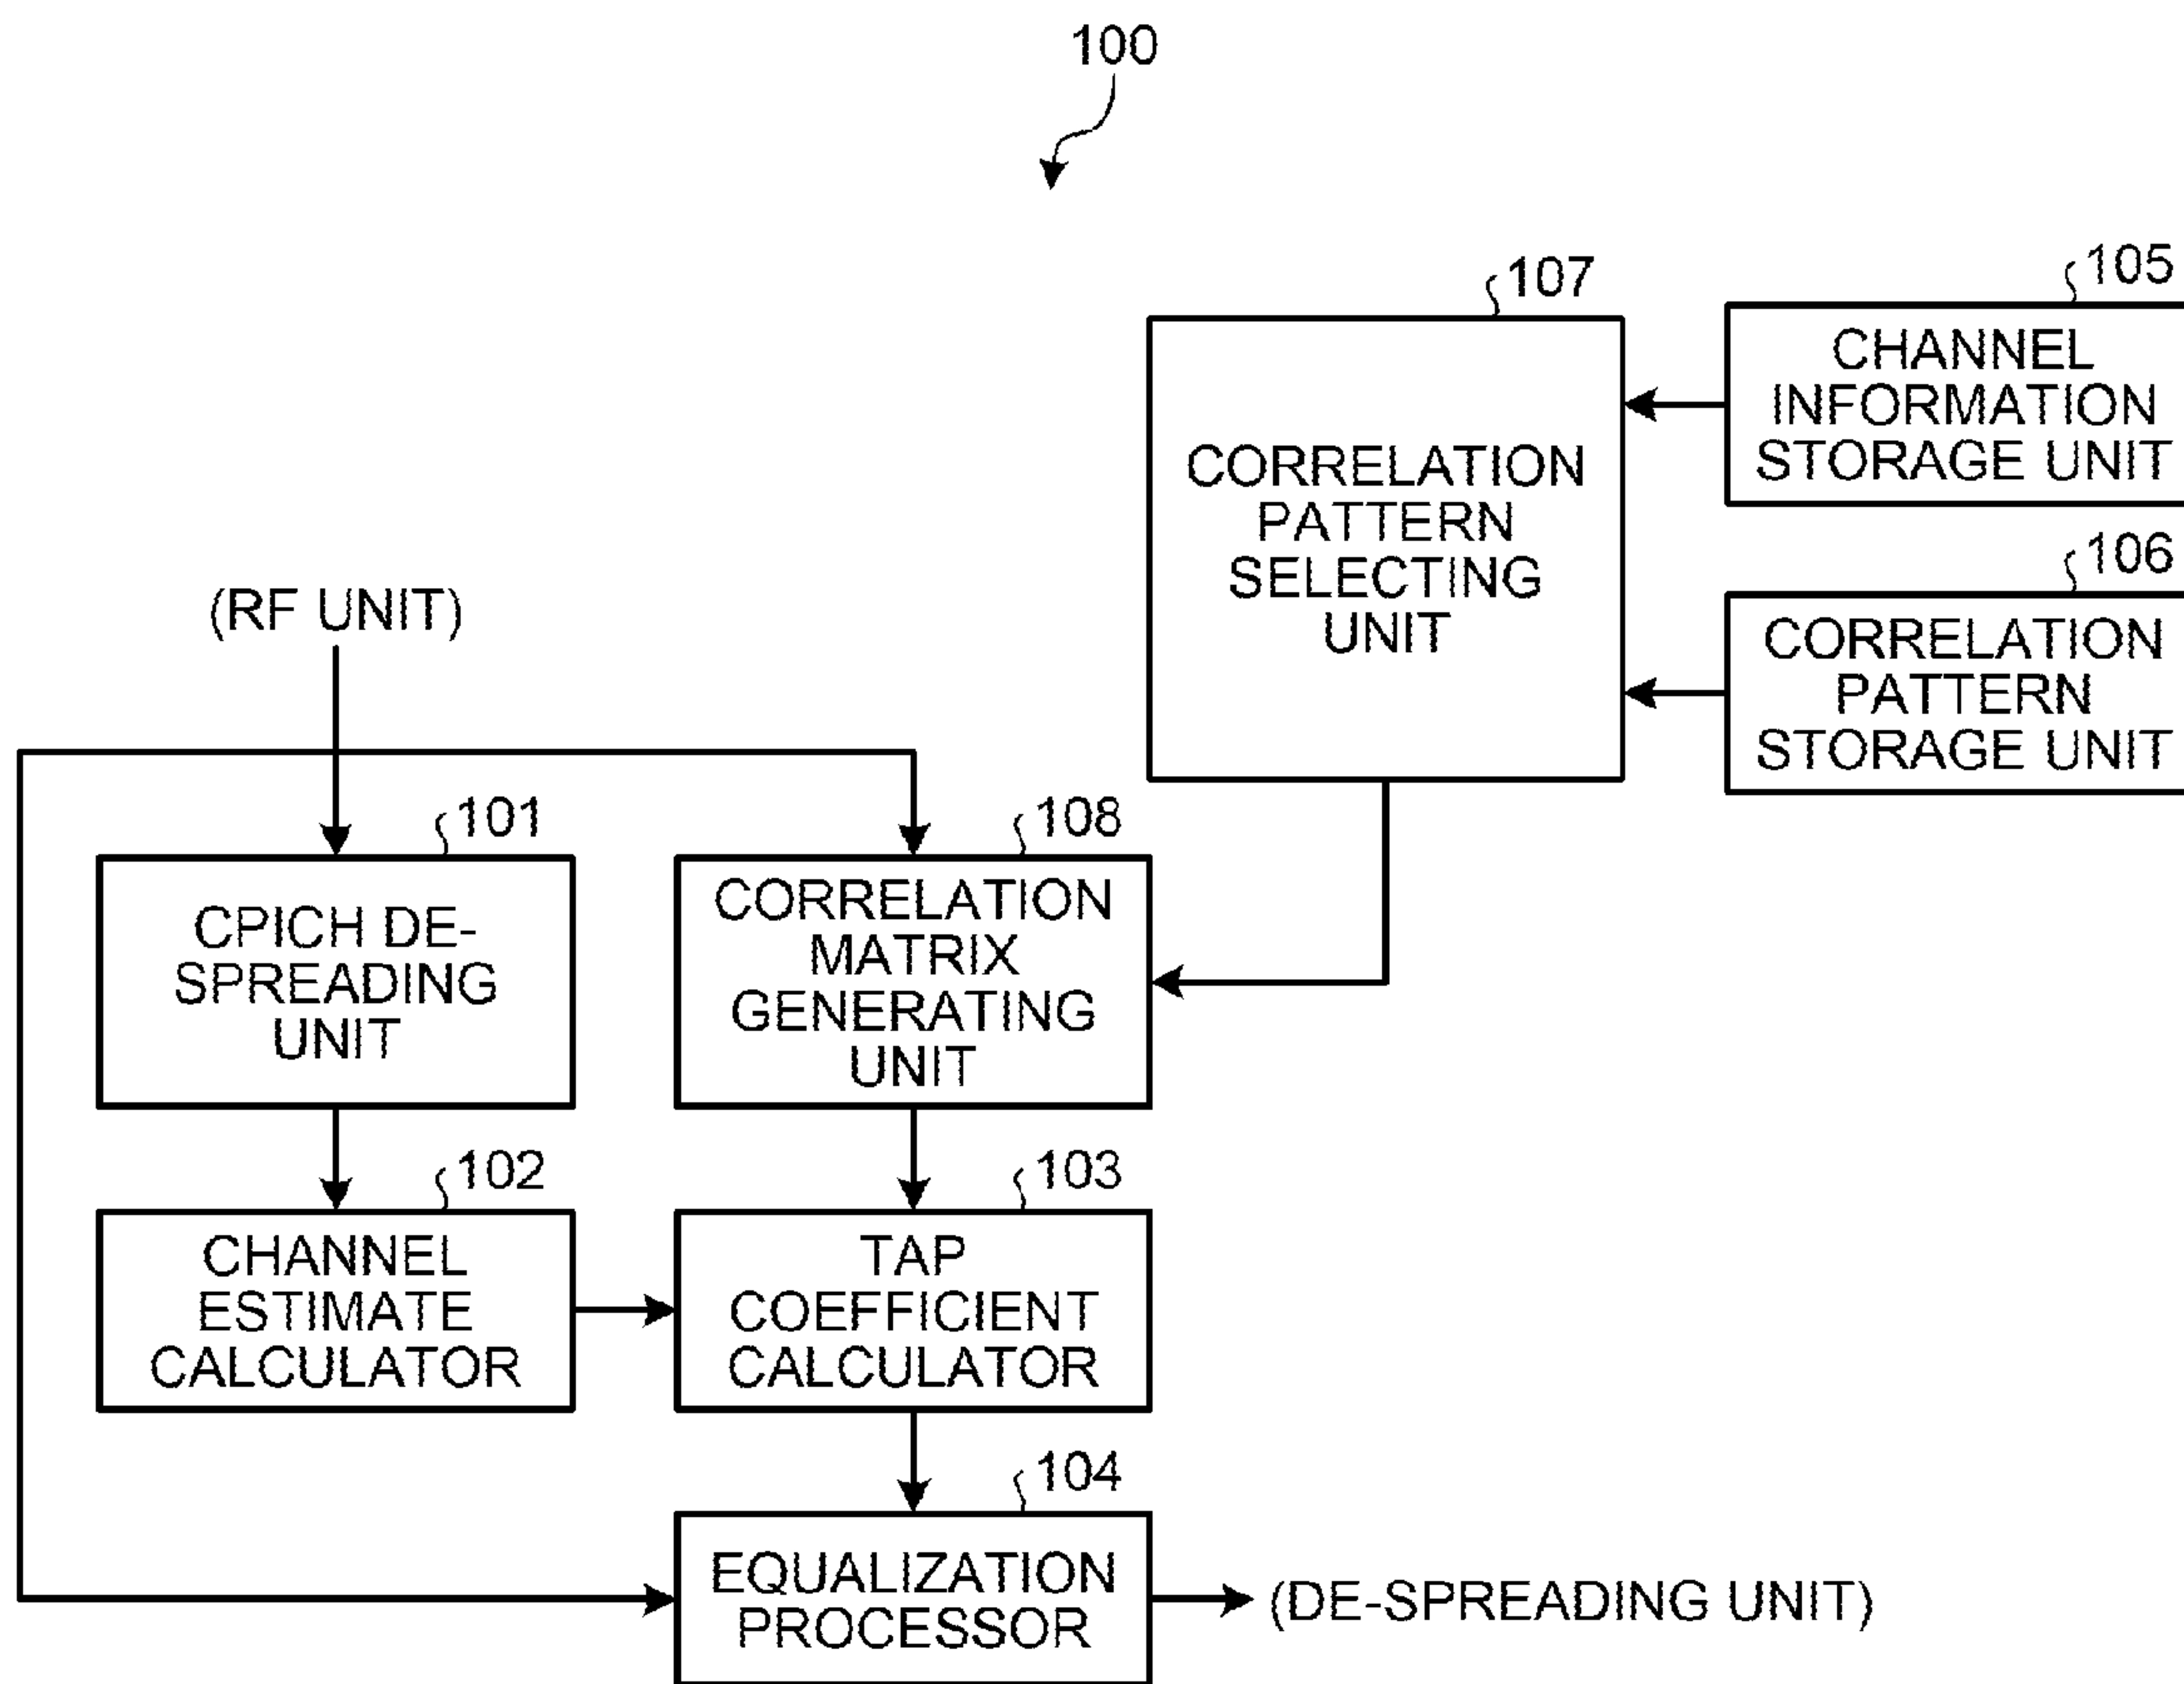 100
107
105
CORRELATION
PATTERN
SELECTING
UNIT
CHANNEL
INFORMATION
STORAGE UNIT
106
CORRELATION
PATTERN
STORAGE UNIT
(RF UNIT)
101
108
CPICH DE-
SPREADING
UNIT
CORRELATION
MATRIX
GENERATING
UNIT
102
103
CHANNEL
ESTIMATE
CALCULATOR
TAP
COEFFICIENT
CALCULATOR
104
EQUALIZATION
PROCESSOR
(DE-SPREADING UNIT)